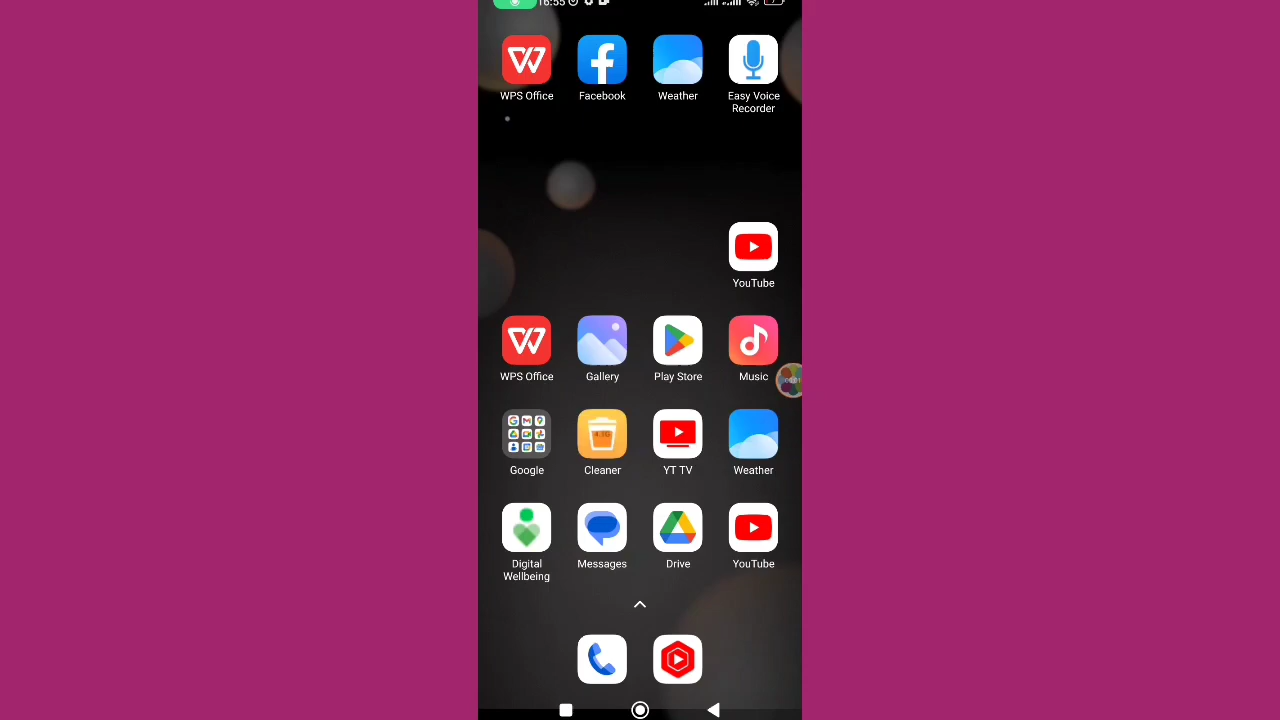 16:55
WPS Office
Facebook
Weather
Easy Voice
Recorder
YouTube
WPS Office
Gallery
Play Store
Music
Google
Cleaner
YT TV
Weather
Digital
Wellbeing
Messages
Drive
YouTube